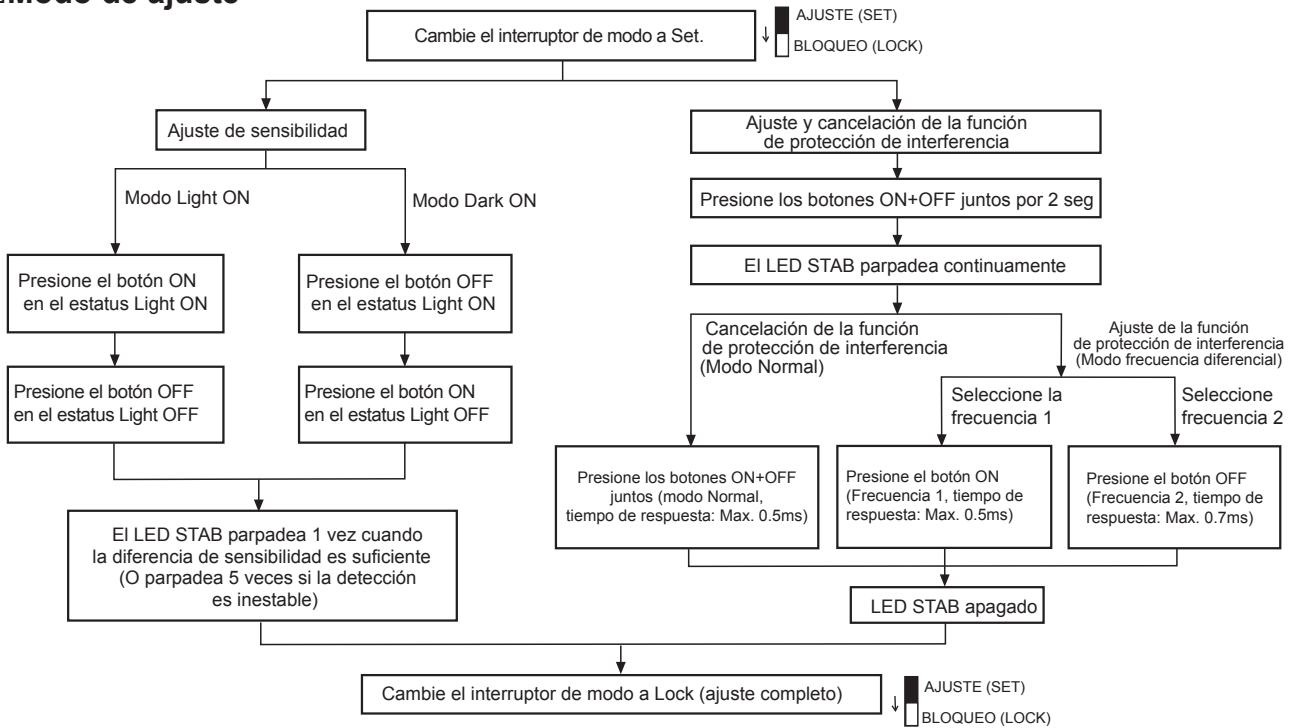 Modo de ajuste
Cambie el interruptor de modo a Set.
AJUSTE (SET)
BLOQUEO (LOCK)
Ajuste de sensibilidad
Modo Light ON
Modo Dark ON
Presione el botón ON
en el estatus Light ON
Presione el botón OFF
en el estatus Light ON
Presione el botón OFF
en el estatus Light OFF
Presione el botón ON
en el estatus Light OFF
El LED STAB parpadea 1 vez cuando
la diferencia de sensibilidad es suficiente
(O parpadea 5 veces si la detección
es inestable)
Ajuste y cancelación de la función
de protección de interferencia
Presione los botones ON+OFF juntos por 2 seg
El LED STAB parpadea continuamente
Cancelación de la función
de protección de interferencia
(Modo Normal)
Ajuste de la función
de protección de interferencia
(Modo frecuencia diferencial)
Seleccione la
frecuencia 1
Seleccione
frecuencia 2
Presione los botones ON+OFF
juntos (modo Normal,
tiempo de respuesta: Max. 0.5ms)
Presione el botón ON
(Frecuencia 1, tiempo de
respuesta: Max. 0.5ms)
Presione el botón OFF
(Frecuencia 2, tiempo de
respuesta: Max. 0.7ms)
LED STAB apagado
Cambie el interruptor de modo a Lock (ajuste completo)
AJUSTE (SET)
BLOQUEO (LOCK)